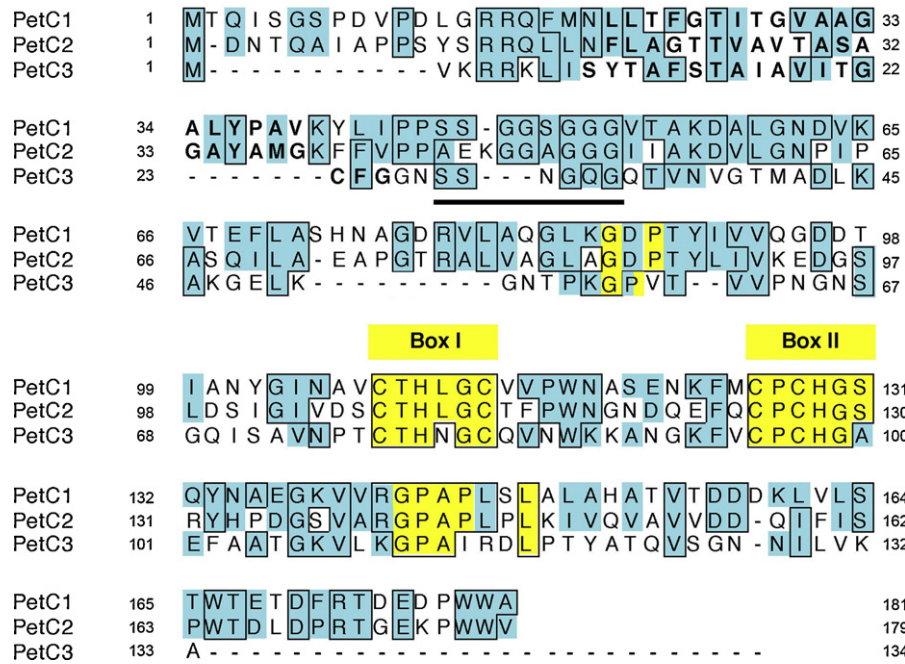 PetC1 1 MTQISGSPDVPDLGRRQFMNLLTFGTITGVAAG 33
PetC2 1 M-DNTQAIAPPSYSRRQLLNFLAGTTVAVTASA 32
PetC3 1 M-----------VKRRKLISYTAFSTAIAVITG 22
PetC1 34 ALYPAVKYLIPPSS-GGSGGGVTAKDALGNDVK 65
PetC2 33 GAYAMGKFFVPPAEKGGAGGGIIAKDVLGNPIP 65
PetC3 23 -------CFGGNSS---NGQGQTVNVGTMADLK 45
PetC1 66 VTEFLASHNAGDRVLAQGLKGDPTYIVVQGDDT 98
PetC2 66 ASQILA-EAPGTRALVAGLAGDPTYLIVKEDGS 97
PetC3 46 AKGELK---------GNTPKGPVT--VVPNGNS 67
Box I Box II
PetC1 99 IANYGINAVCTHLGCVVPWNASENKFMCPCHGS 131
PetC2 98 LDSIGIVDSCTHLGCTFPWNGNDQEFQCPCHGS 130
PetC3 68 GQISAVNPTCTHNGCQVNWKKANGKFVCPCHGA 100
PetC1 132 QYNAEGKVVRGPAPLSLALAHATVTDDDKLVLS 164
PetC2 131 RYHPDGSVARGPAPLPLKIVQVAVVDD-QIFIS 162
PetC3 101 EFAATGKVLKGPAIRDLPTYATQVSGN-NILVK 132
PetC1 165 TWTETDFRTDEDPWWA 181
PetC2 163 PWTDLDPRTGEKPWWV 179
PetC3 133 A--------------------------- 134